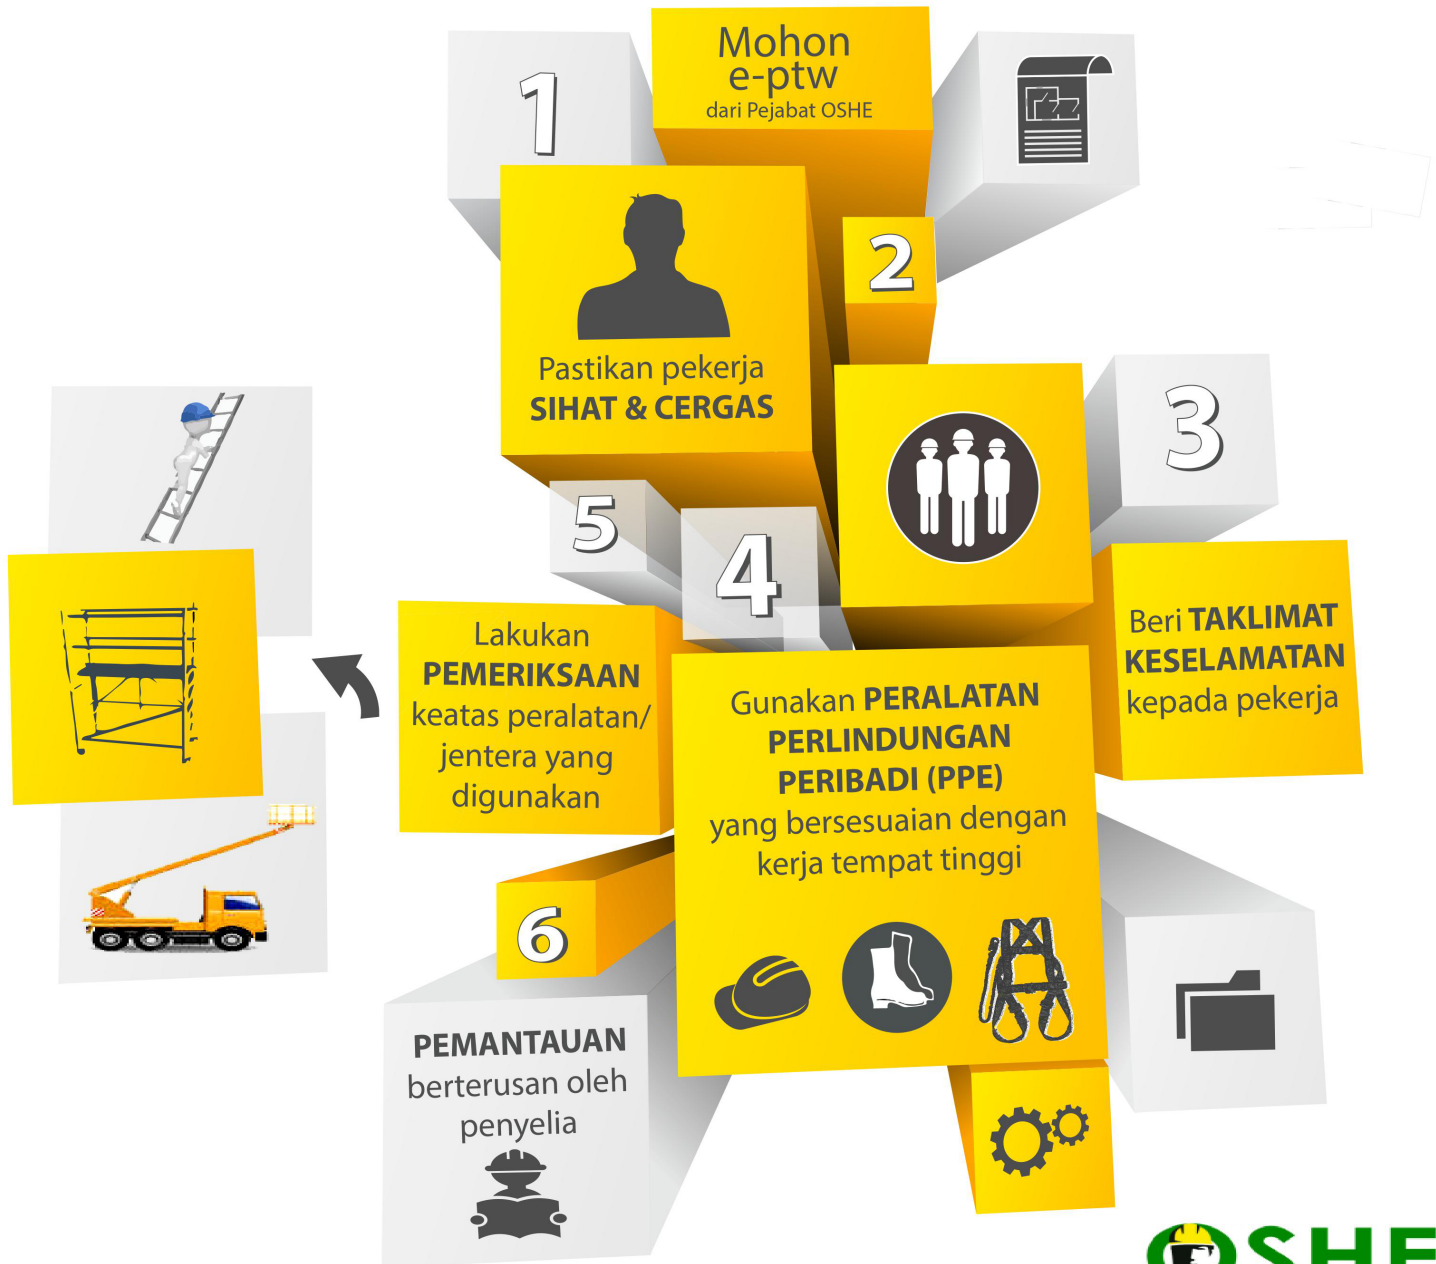 1
Mohon
e-ptw
dari Pejabat OSHE
2
Pastikan pekerja
SIHAT & CERGAS
3
Beri TAKLIMAT
KESELAMATAN
kepada pekerja
4
Gunakan PERALATAN
PERLINDUNGAN
PERIBADI (PPE)
yang bersesuaian dengan
kerja tempat tinggi
5
Lakukan
PEMERIKSAAN
keatas peralatan/
jentera yang
digunakan
6
PEMANTAUAN
berterusan oleh
penyelia
OSHE